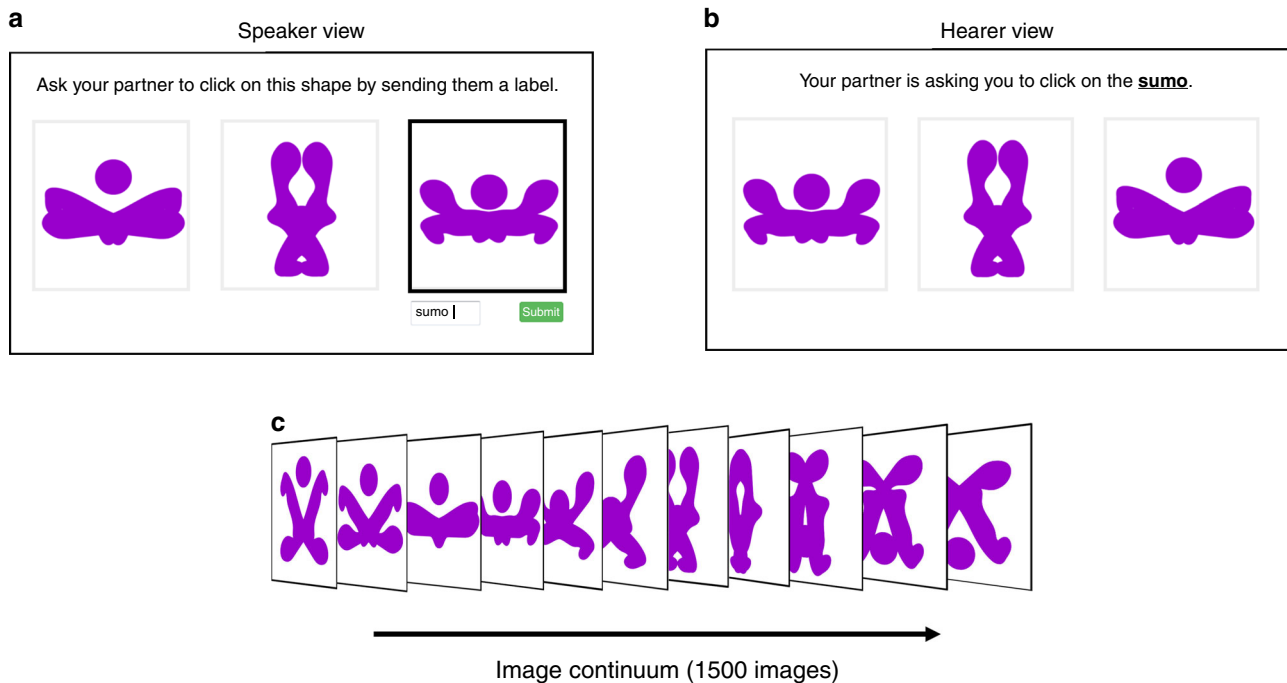 a
Speaker view
Ask your partner to click on this shape by sending them a label.
sumo
Submit
b
Hearer view
Your partner is asking you to click on the sumo.
c
Image continuum (1500 images)